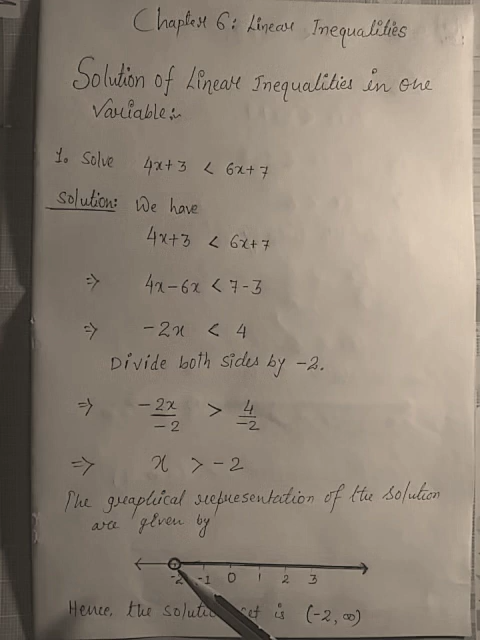 Chapter 6: Linear Inequalities
Solution of Linear Inequalities in one
Variable:
1. Solve 4x+3 < 6x+7
Solution: We have
4x+3 < 6x+7
⇒ 4x-6x < 7-3
⇒ -2x < 4
Divide both sides by -2.
⇒ -2x/-2 > 4/-2
⇒ x > -2
The graphical representation of the solution
are given by
-2 -1 0 1 2 3
Hence, the set is (-2, ∞)